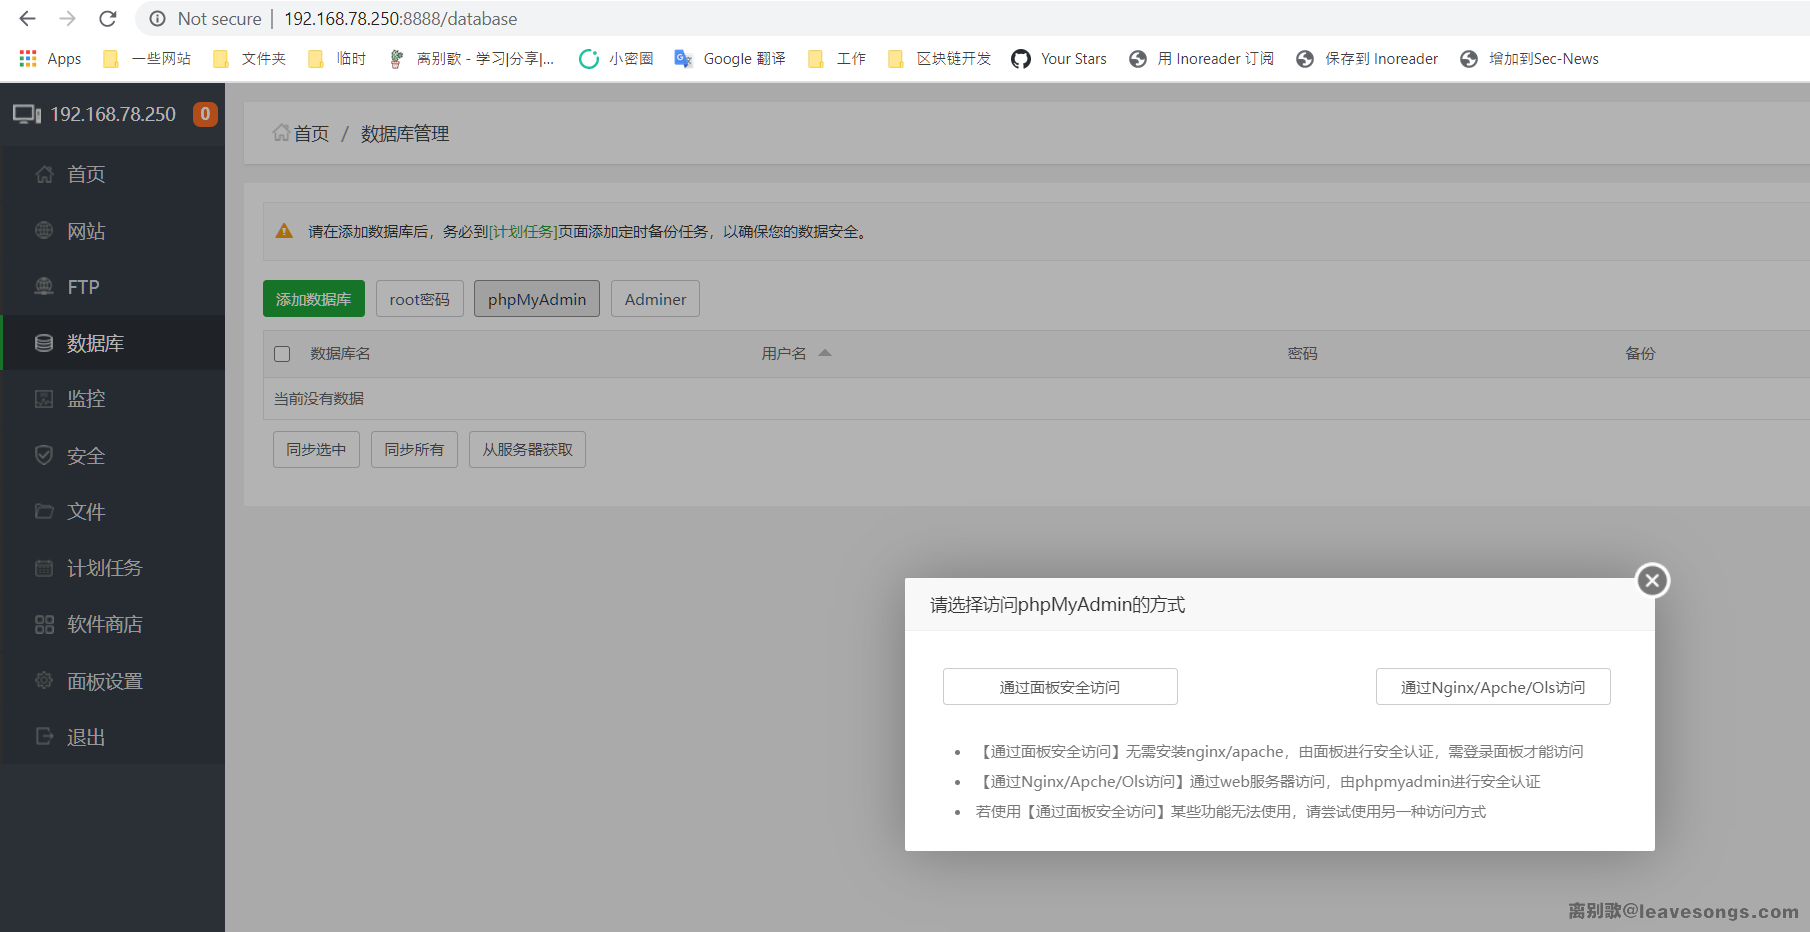 Not secure | 192.168.78.250:8888/database
Apps 一些网站 文件夹 临时 离别歌 - 学习|分享|... 小密圈 Google 翻译 工作 区块链开发 Your Stars 用 Inoreader 订阅 保存到 Inoreader 增加到Sec-News
192.168.78.250 0
首页 / 数据库管理
首页
网站
FTP
数据库
监控
安全
文件
计划任务
软件商店
面板设置
退出
请在添加数据库后，务必到[计划任务]页面添加定时备份任务，以确保您的数据安全。
添加数据库 root密码 phpMyAdmin Adminer
数据库名 用户名 密码 备份
当前没有数据
同步选中 同步所有 从服务器获取
请选择访问phpMyAdmin的方式
通过面板安全访问 通过Nginx/Apche/Ols访问
• 【通过面板安全访问】无需安装nginx/apache，由面板进行安全认证，需登录面板才能访问
• 【通过Nginx/Apche/Ols访问】通过web服务器访问，由phpmyadmin进行安全认证
• 若使用【通过面板安全访问】某些功能无法使用，请尝试使用另一种访问方式
离别歌@leavesongs.com